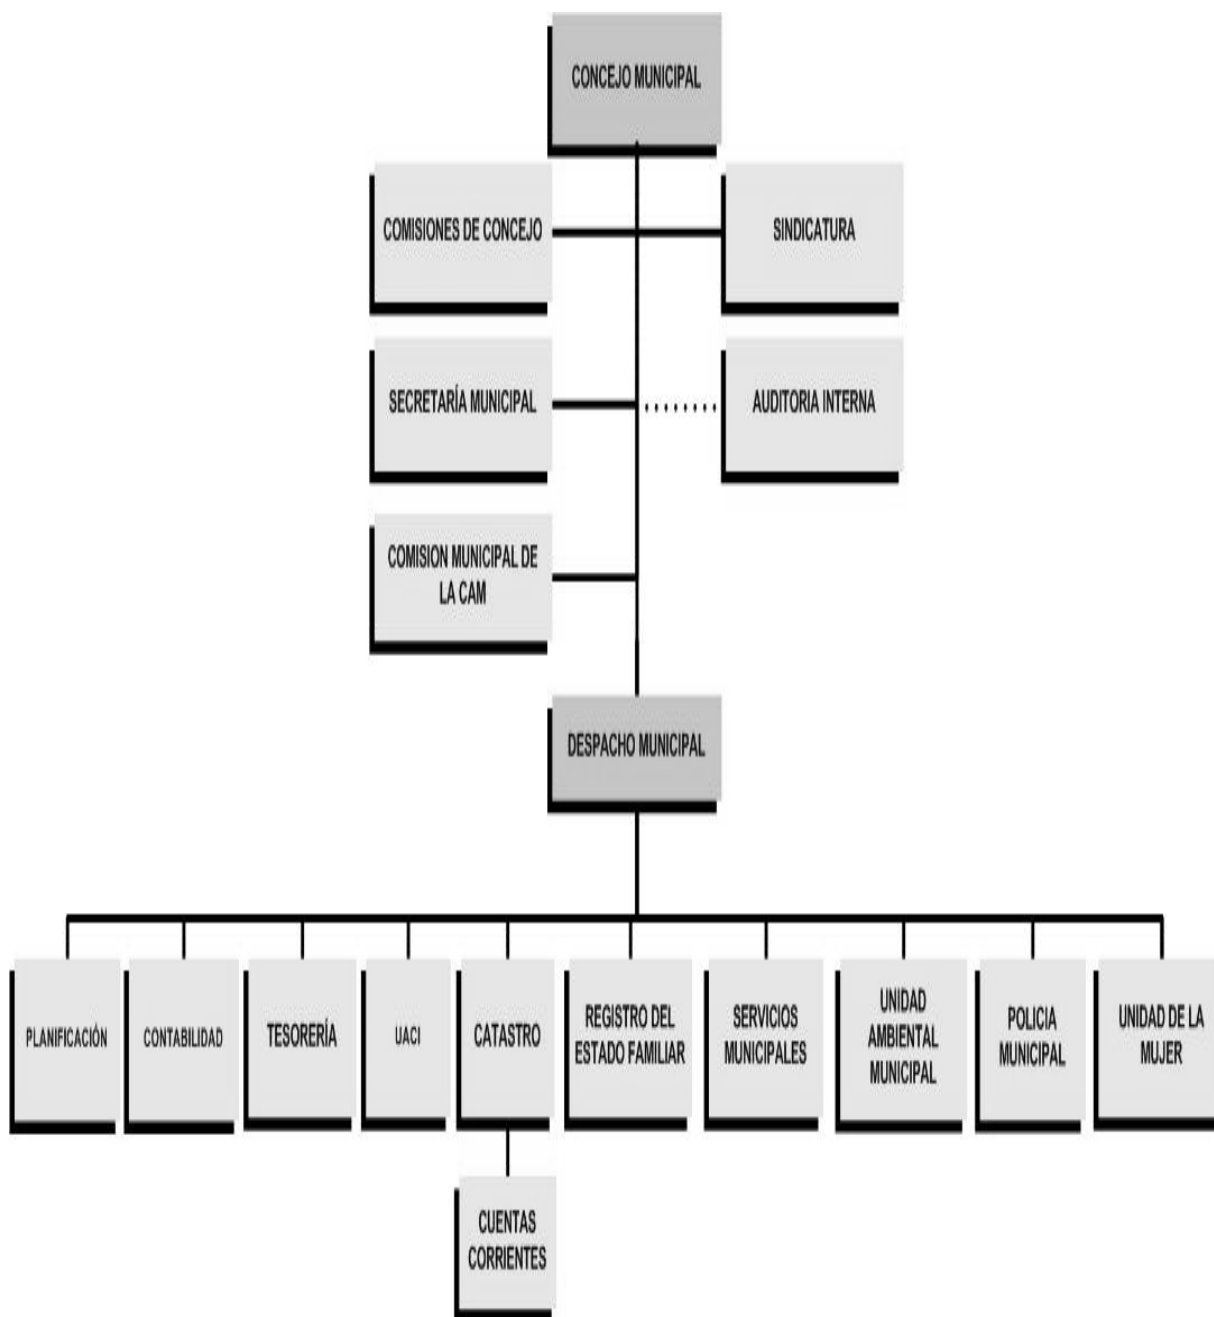 CONCEJO MUNICIPAL
COMISIONES DE CONCEJO
SINDICATURA
SECRETARÍA MUNICIPAL
AUDITORIA INTERNA
COMISION MUNICIPAL DE
LA CAM
DESPACHO MUNICIPAL
PLANIFICACIÓN
CONTABILIDAD
TESORERÍA
UACI
CATASTRO
REGISTRO DEL
ESTADO FAMILIAR
SERVICIOS
MUNICIPALES
UNIDAD
AMBIENTAL
MUNICIPAL
POLICIA
MUNICIPAL
UNIDAD DE LA
MUJER
CUENTAS
CORRIENTES